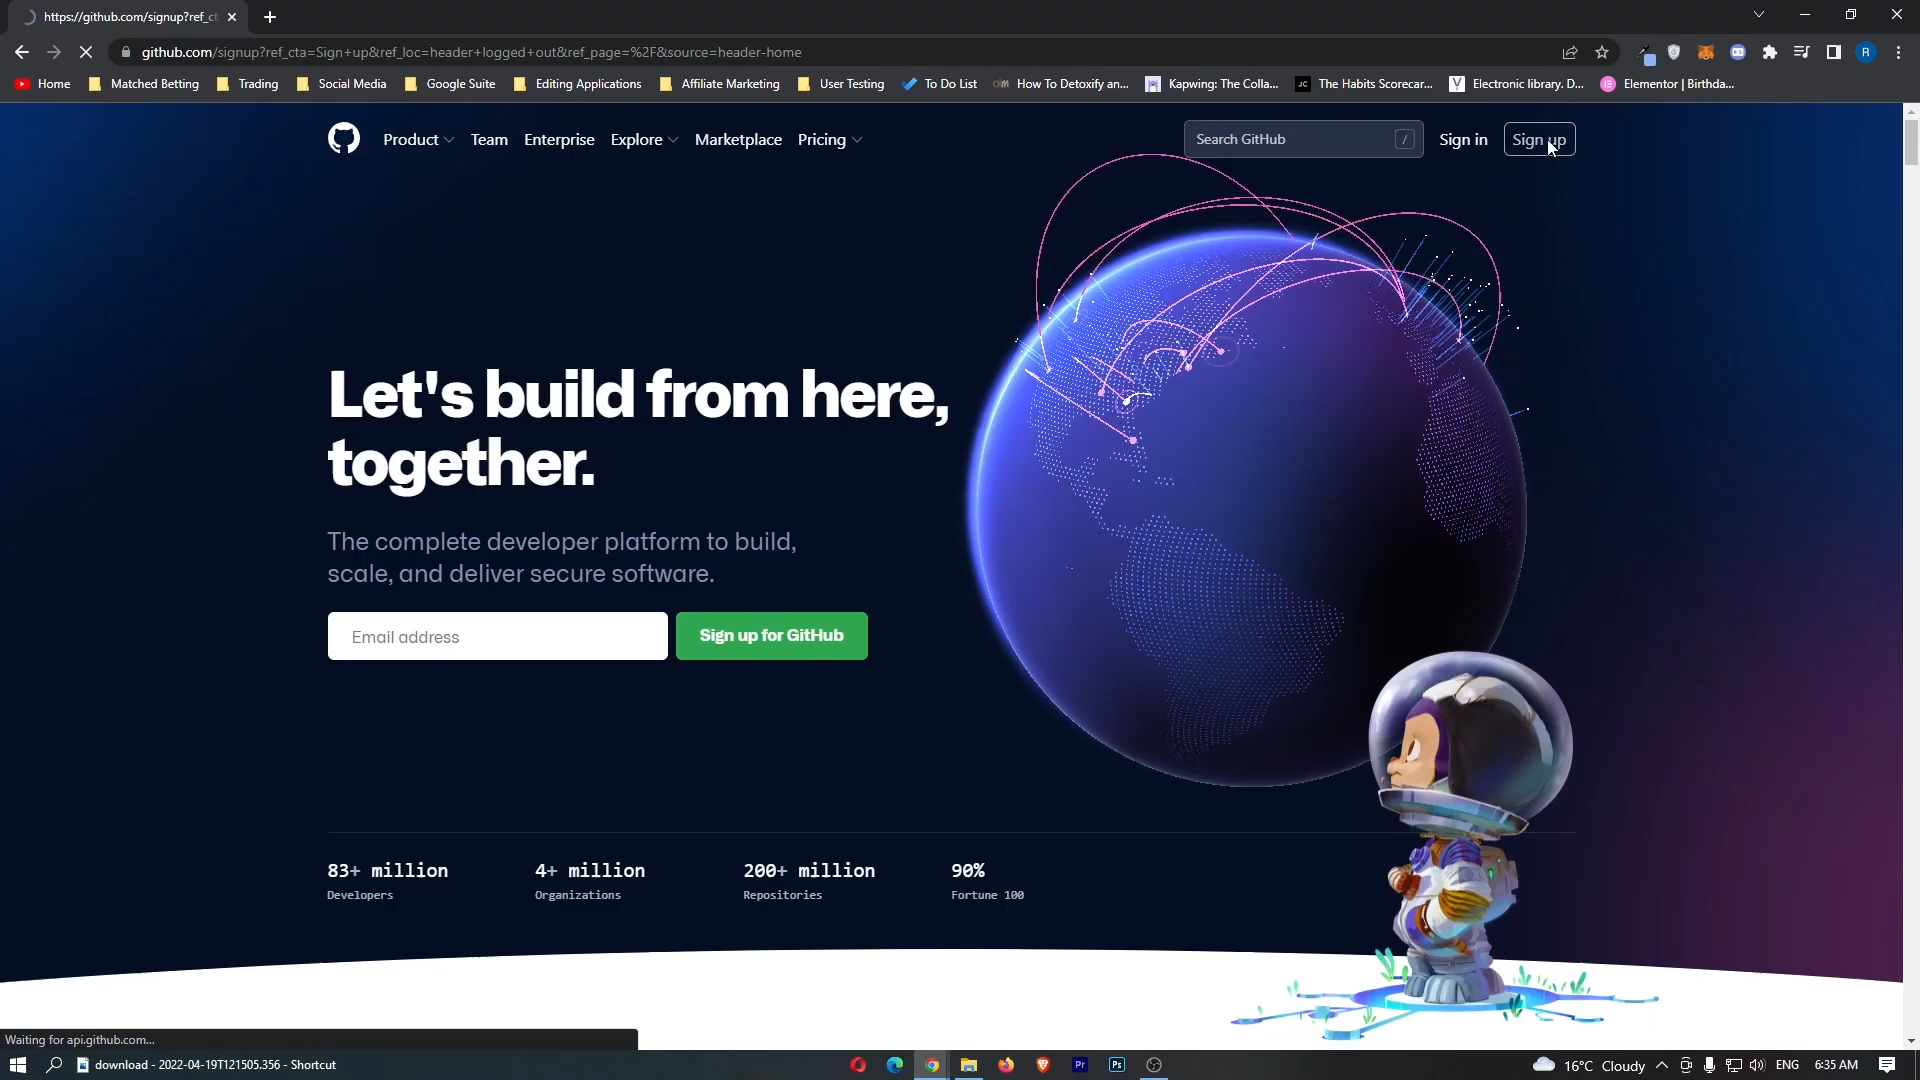 https://github.com/signup?ref_ct
github.com/signup?ref_cta=Sign+up&ref_loc=header+logged+out&ref_page=%2F&source=header-home
R
Home
Matched Betting
Trading
Social Media
Google Suite
Editing Applications
Affiliate Marketing
User Testing
To Do List
How To Detoxify an...
Kapwing: The Colla...
JC
The Habits Scorecar...
Electronic library. D...
Elementor | Birthda...
Product
Team
Enterprise
Explore
Marketplace
Pricing
Search GitHub
/
Sign in
Sign up
Let's build from here,
together.
The complete developer platform to build,
scale, and deliver secure software.
Email address
Sign up for GitHub
83+ million
Developers
4+ million
Organizations
200+ million
Repositories
90%
Fortune 100
Waiting for api.github.com...
download - 2022-04-19T121505.356 - Shortcut
Pr
Ps
16°C Cloudy
ENG
6:35 AM